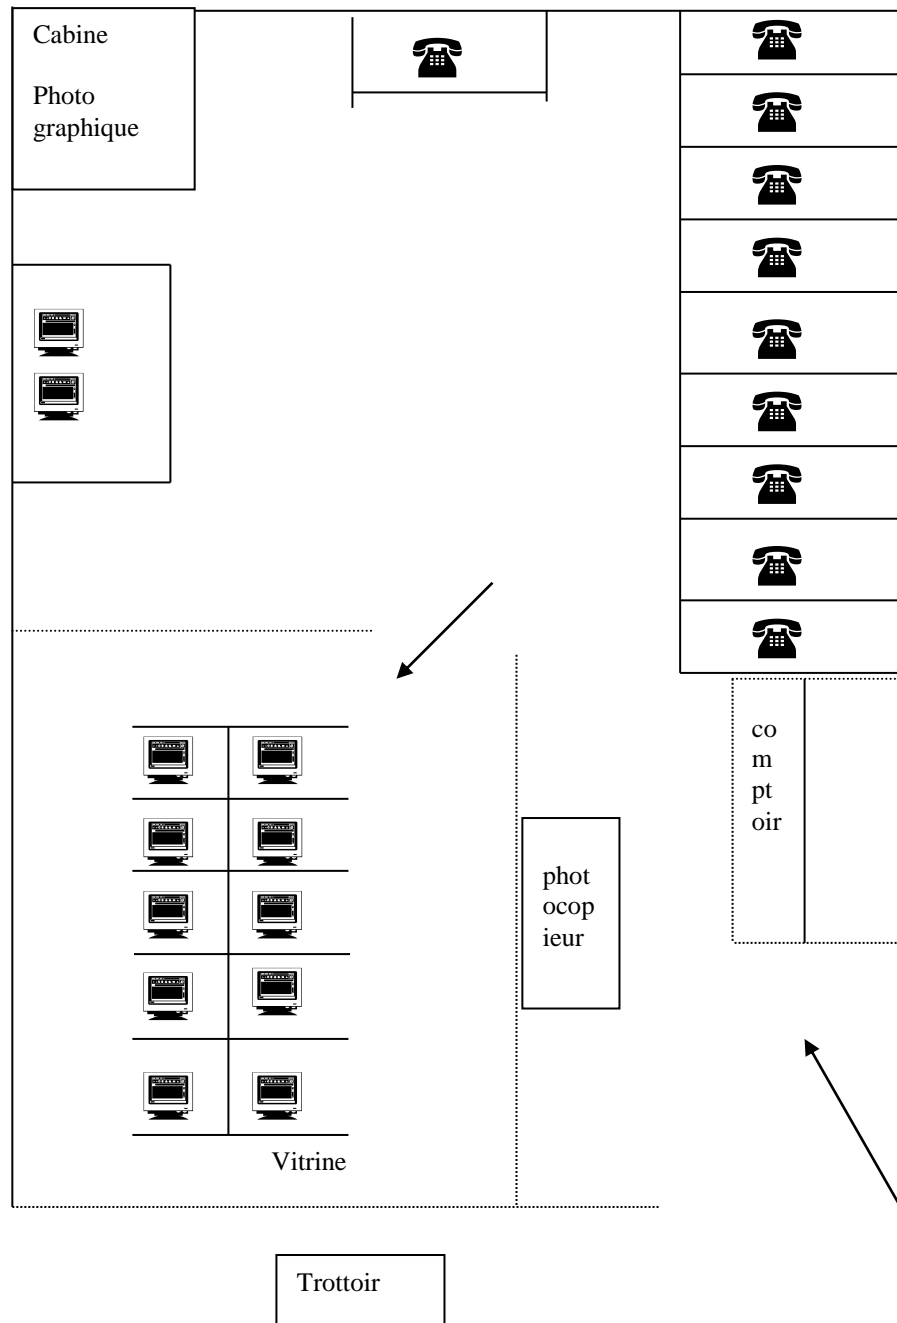 Cabine
Photo
graphique
co
m
pt
oir
phot
ocop
ieur
Vitrine
Trottoir